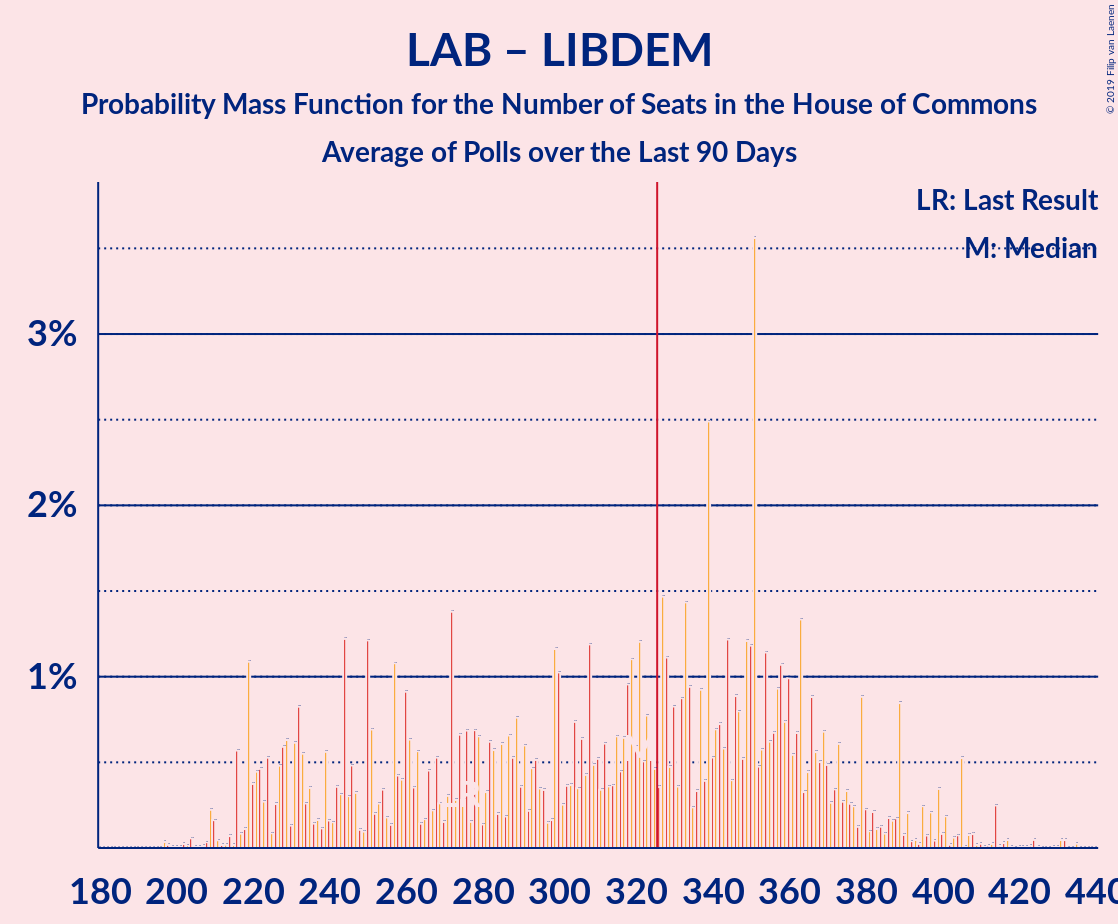 LAB – LIBDEM
Probability Mass Function for the Number of Seats in the House of Commons
Average of Polls over the Last 90 Days
© 2019 Filip van Laenen
LR: Last Result
M: Median
3%
2%
1%
LR
M
180 200 220 240 260 280 300 320 340 360 380 400 420 440